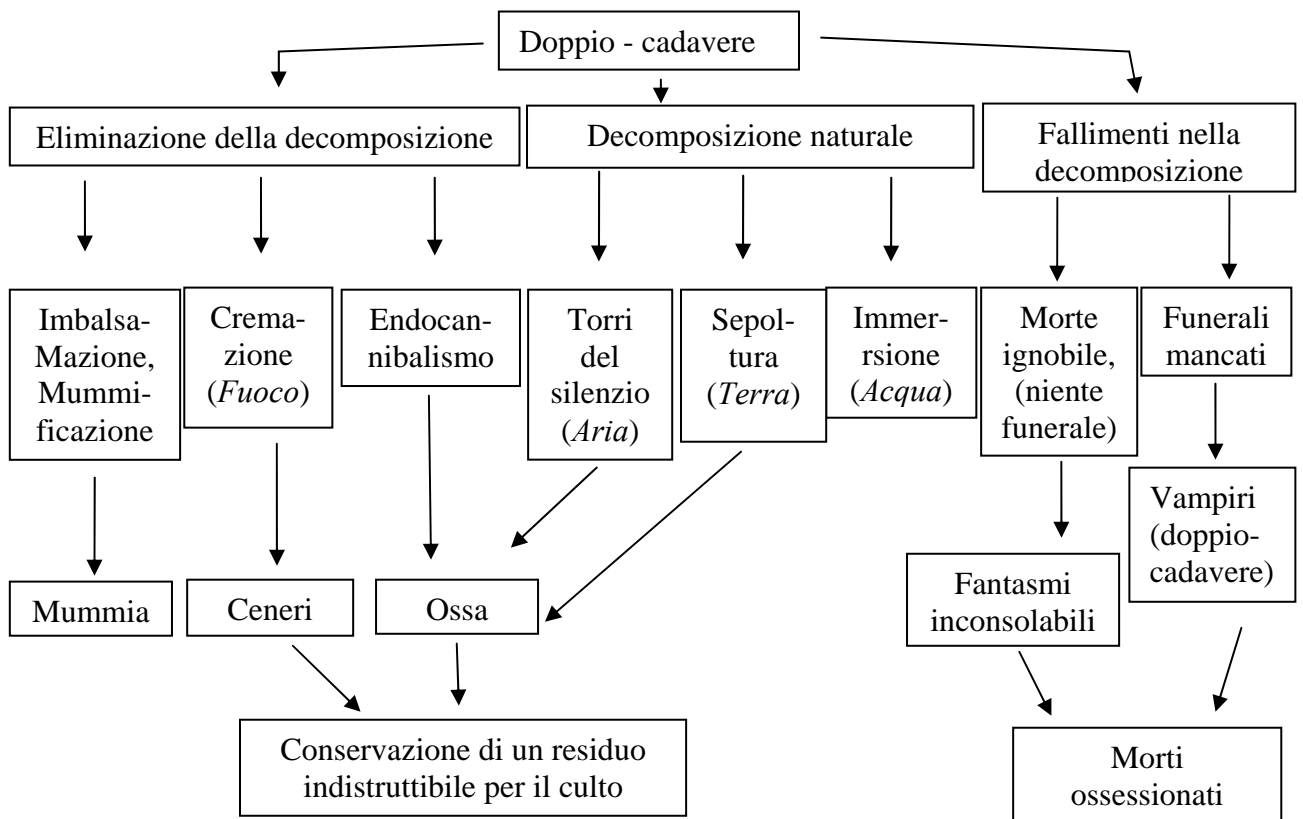 Doppio - cadavere
Eliminazione della decomposizione
Decomposizione naturale
Fallimenti nella
decomposizione
Imbalsa-
Mazione,
Mummi-
ficazione
Crema-
zione
(Fuoco)
Endocan-
nibalismo
Torri
del
silenzio
(Aria)
Sepol-
tura
(Terra)
Immer-
rsione
(Acqua)
Morte
ignobile,
(niente
funerale)
Funerali
mancati
Vampiri
(doppio-
cadavere)
Mummia
Ceneri
Ossa
Fantasmi
inconsolabili
Conservazione di un residuo
indistruttibile per il culto
Morti
ossessionati